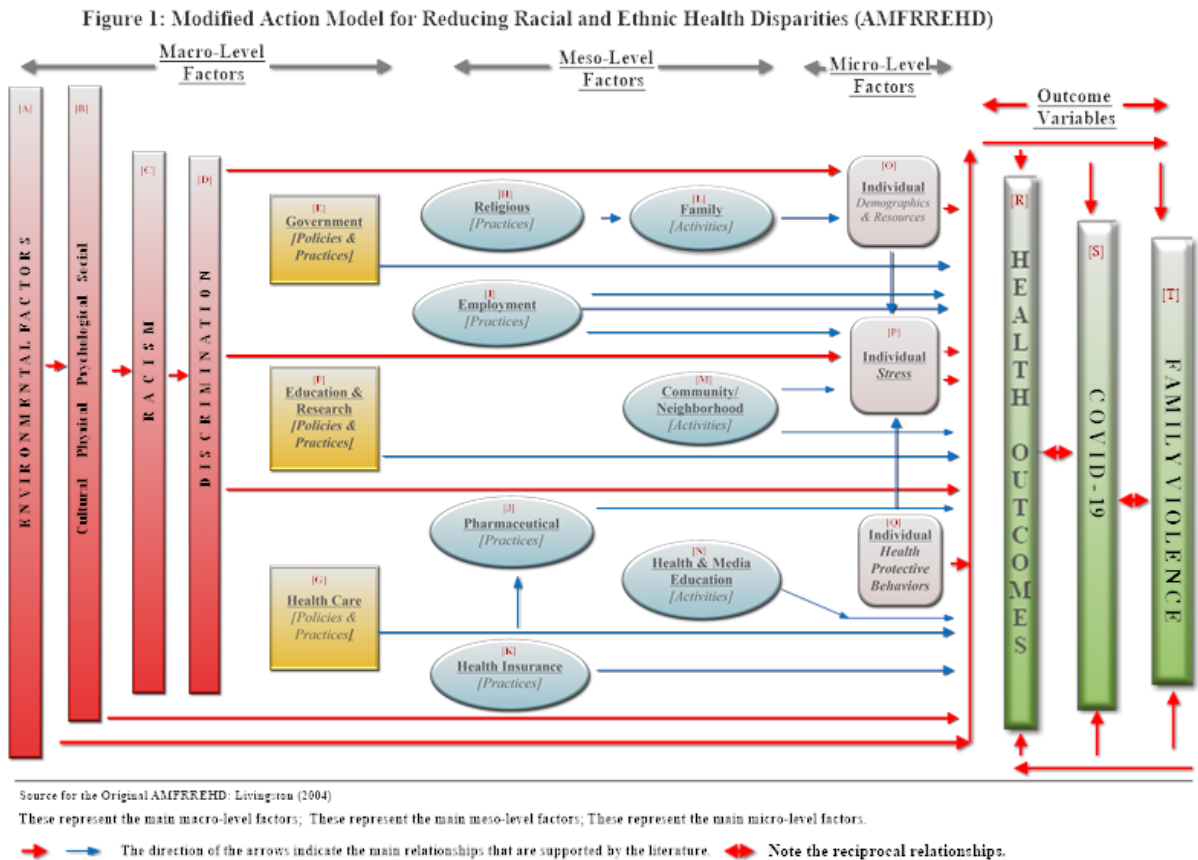 Figure 1: Modified Action Model for Reducing Racial and Ethnic Health Disparities (AMFRREHD)
Macro-Level
Factors
Meso-Level
Factors
Micro-Level
Factors
Outcome
Variables
[A]
ENVIRONMENTAL FACTORS
[B]
Cultural Physical Psychological Social
[C]
RACISM
[D]
DISCRIMINATION
[E]
Government
[Policies &
Practices]
[F]
Education &
Research
[Policies &
Practices]
[G]
Health Care
[Policies &
Practices]
[H]
Religious
[Practices]
[I]
Employment
[Practices]
[J]
Pharmaceutical
[Practices]
[K]
Health Insurance
[Practices]
[L]
Family
[Activities]
[M]
Community/
Neighborhood
[Activities]
[N]
Health & Media
Education
[Activities]
[O]
Individual
Demographics
& Resources
[P]
Individual
Stress
[Q]
Individual
Health
Protective
Behaviors
[R]
HEALTH OUTCOMES
[S]
COVID-19
[T]
FAMILY VIOLENCE
Source for the Original AMFRREHD: Livingston (2004)
These represent the main macro-level factors; These represent the main meso-level factors; These represent the main micro-level factors.
The direction of the arrows indicate the main relationships that are supported by the literature. Note the reciprocal relationships.